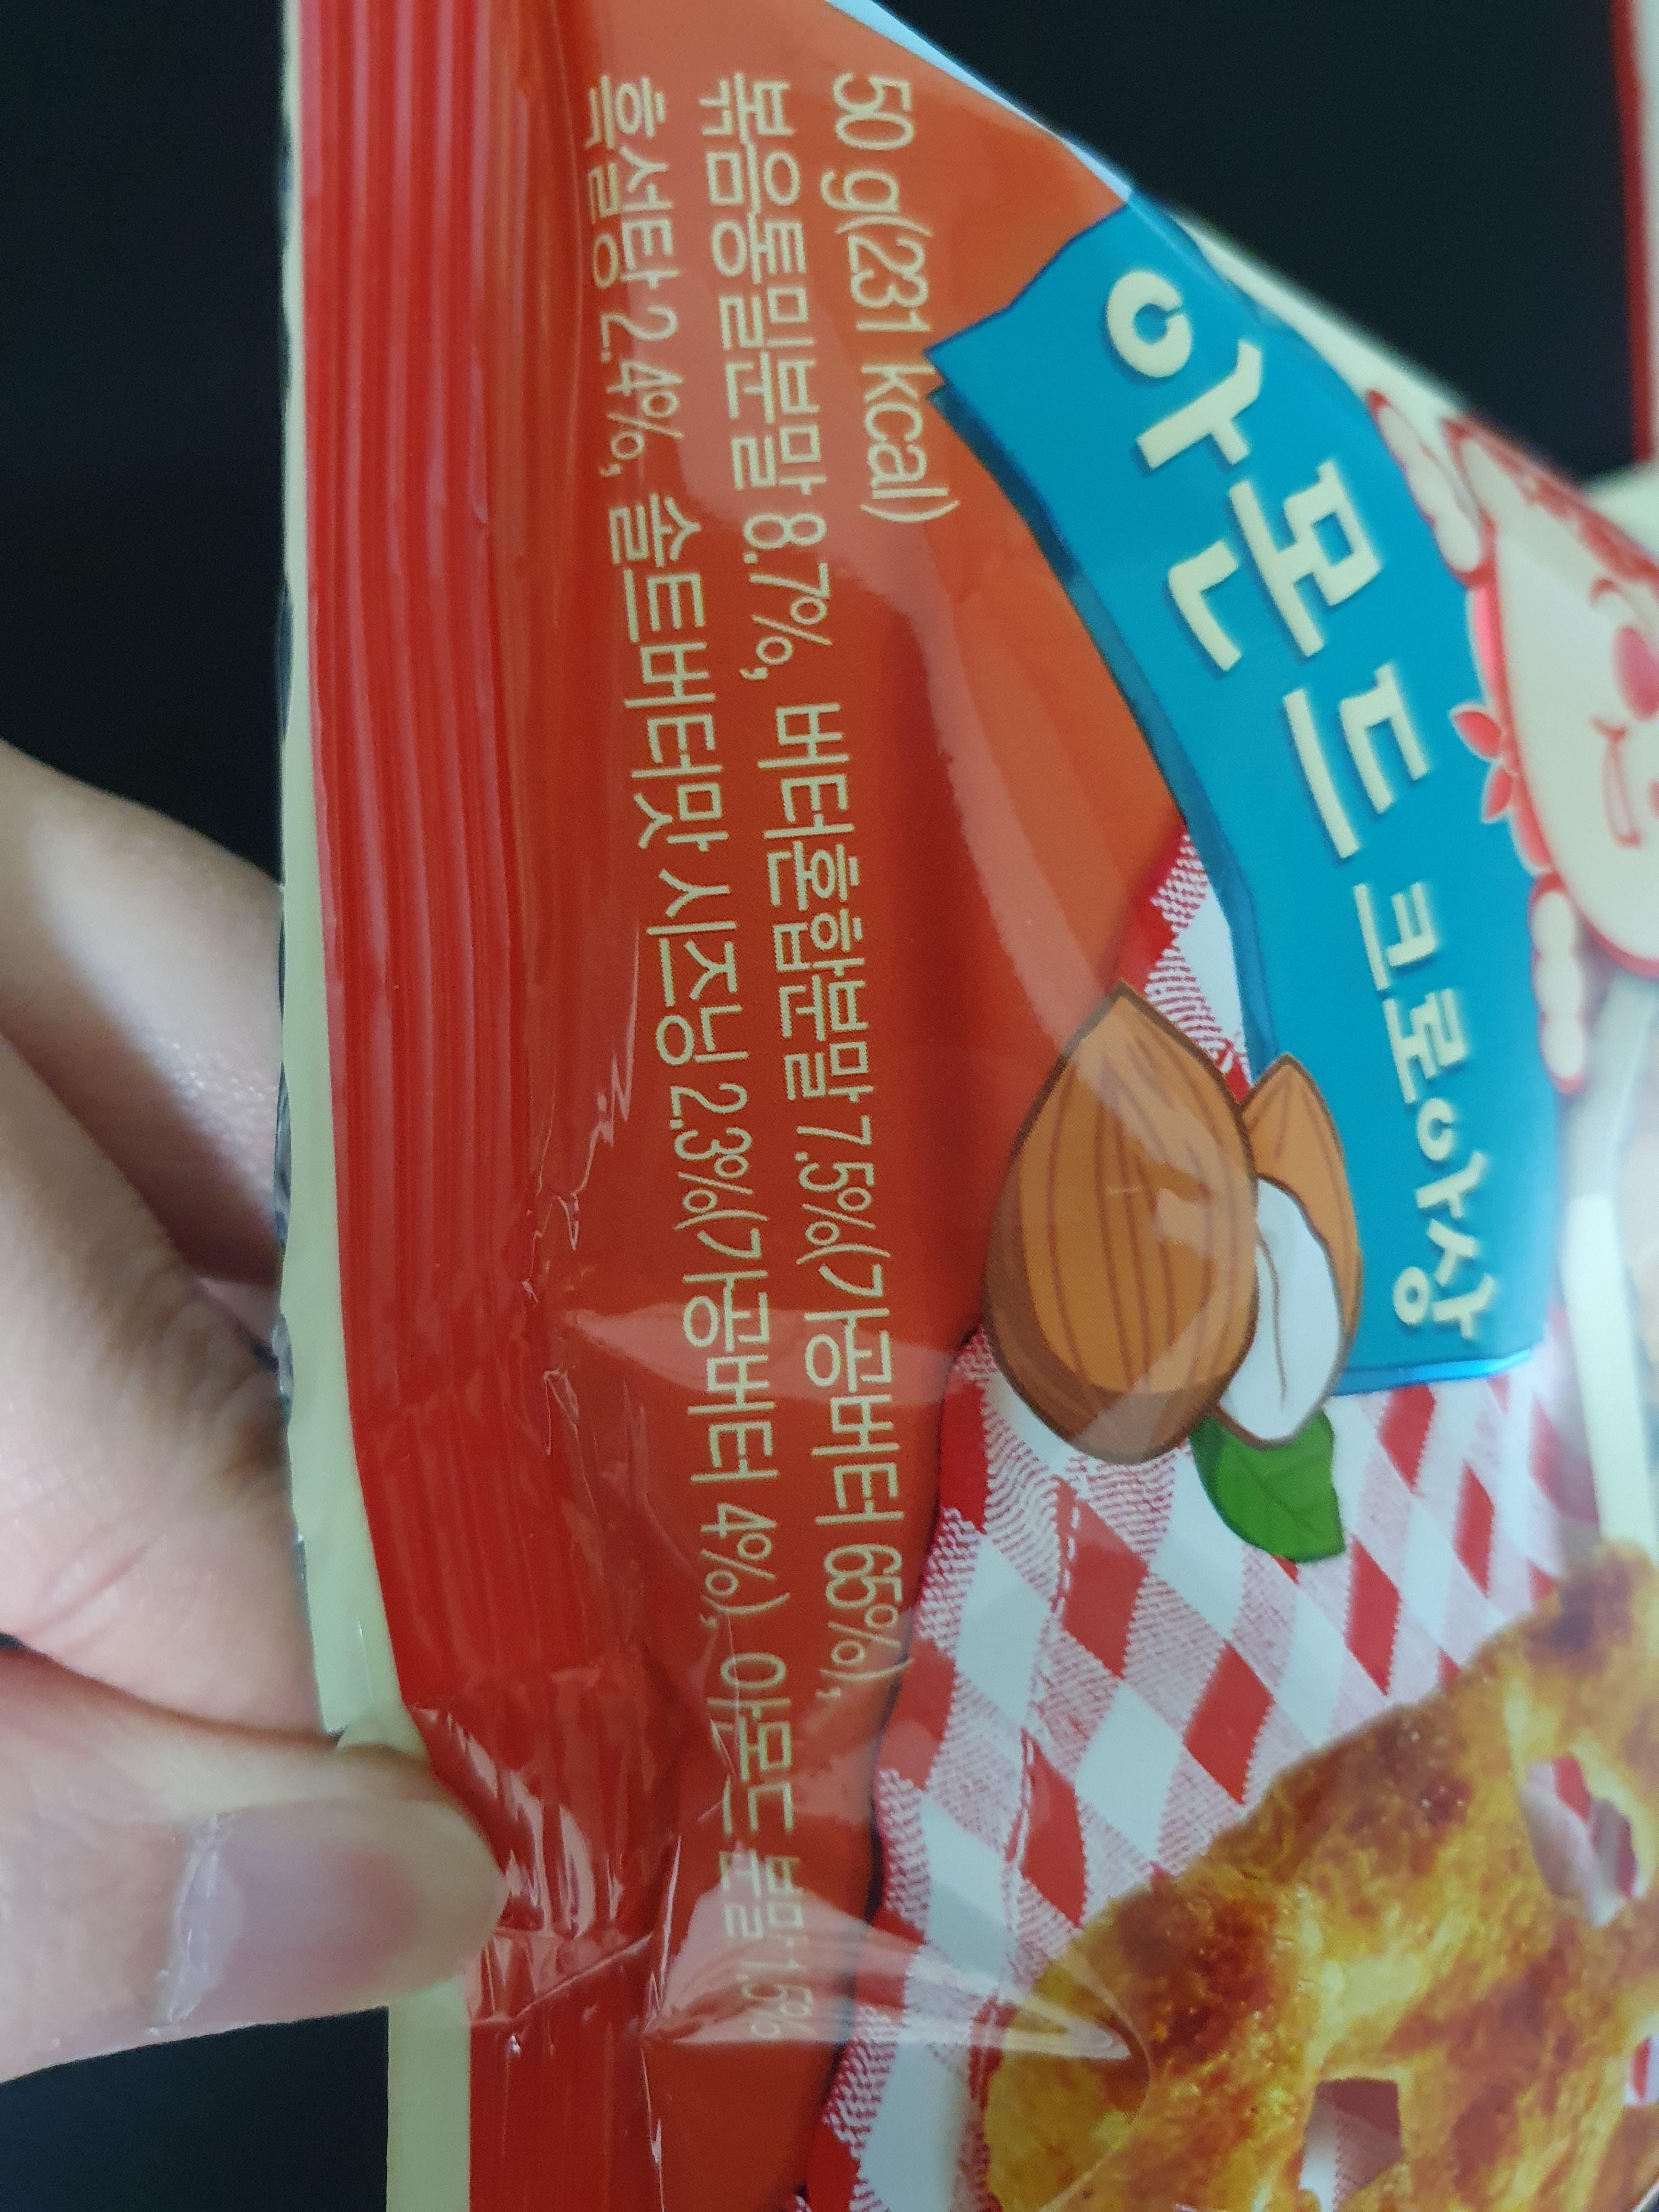 아몬드 크로아상
50 g(231 kcal)
볶음통밀분말 8.7%, 버터혼합분말 7.5%(가공버터 65%),
흑설탕 2.4%, 솔트버터맛 시즈닝 2.3%(가공버터 4%), 아몬드 분말 1.5%